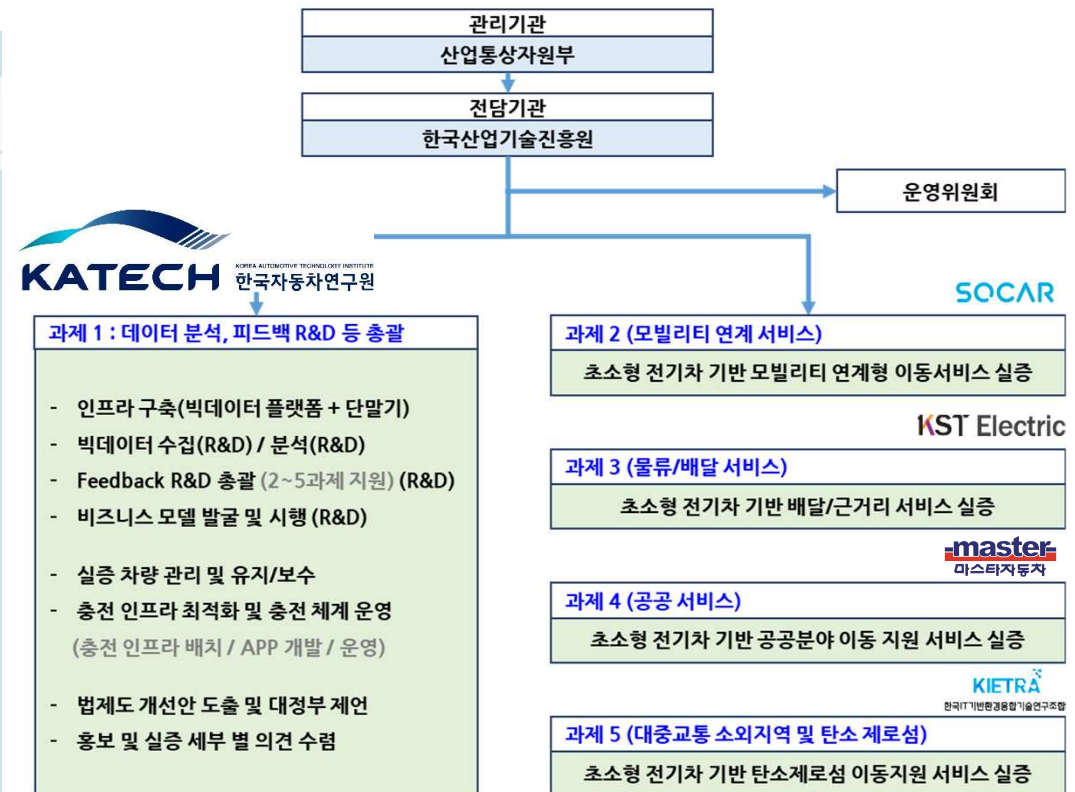 관리기관
산업통상자원부
전담기관
한국산업기술진흥원
운영위원회
KATECH
KOREA AUTOMOTIVE TECHNOLOGY INSTITUTE
한국자동차연구원
과제 1 : 데이터 분석, 피드백 R&D 등 총괄
- 인프라 구축(빅데이터 플랫폼 + 단말기)
- 빅데이터 수집(R&D) / 분석(R&D)
- Feedback R&D 총괄 (2~5과제 지원) (R&D)
- 비즈니스 모델 발굴 및 시행 (R&D)
- 실증 차량 관리 및 유지/보수
- 충전 인프라 최적화 및 충전 체계 운영
(충전 인프라 배치 / APP 개발 / 운영)
- 법제도 개선안 도출 및 대정부 제언
- 홍보 및 실증 세부 별 의견 수렴
SOCAR
과제 2 (모빌리티 연계 서비스)
초소형 전기차 기반 모빌리티 연계형 이동서비스 실증
KST Electric
과제 3 (물류/배달 서비스)
초소형 전기차 기반 배달/근거리 서비스 실증
master
마스타자동차
과제 4 (공공 서비스)
초소형 전기차 기반 공공분야 이동 지원 서비스 실증
KIETRA
한국IT기반환경융합기술연구조합
과제 5 (대중교통 소외지역 및 탄소 제로섬)
초소형 전기차 기반 탄소제로섬 이동지원 서비스 실증